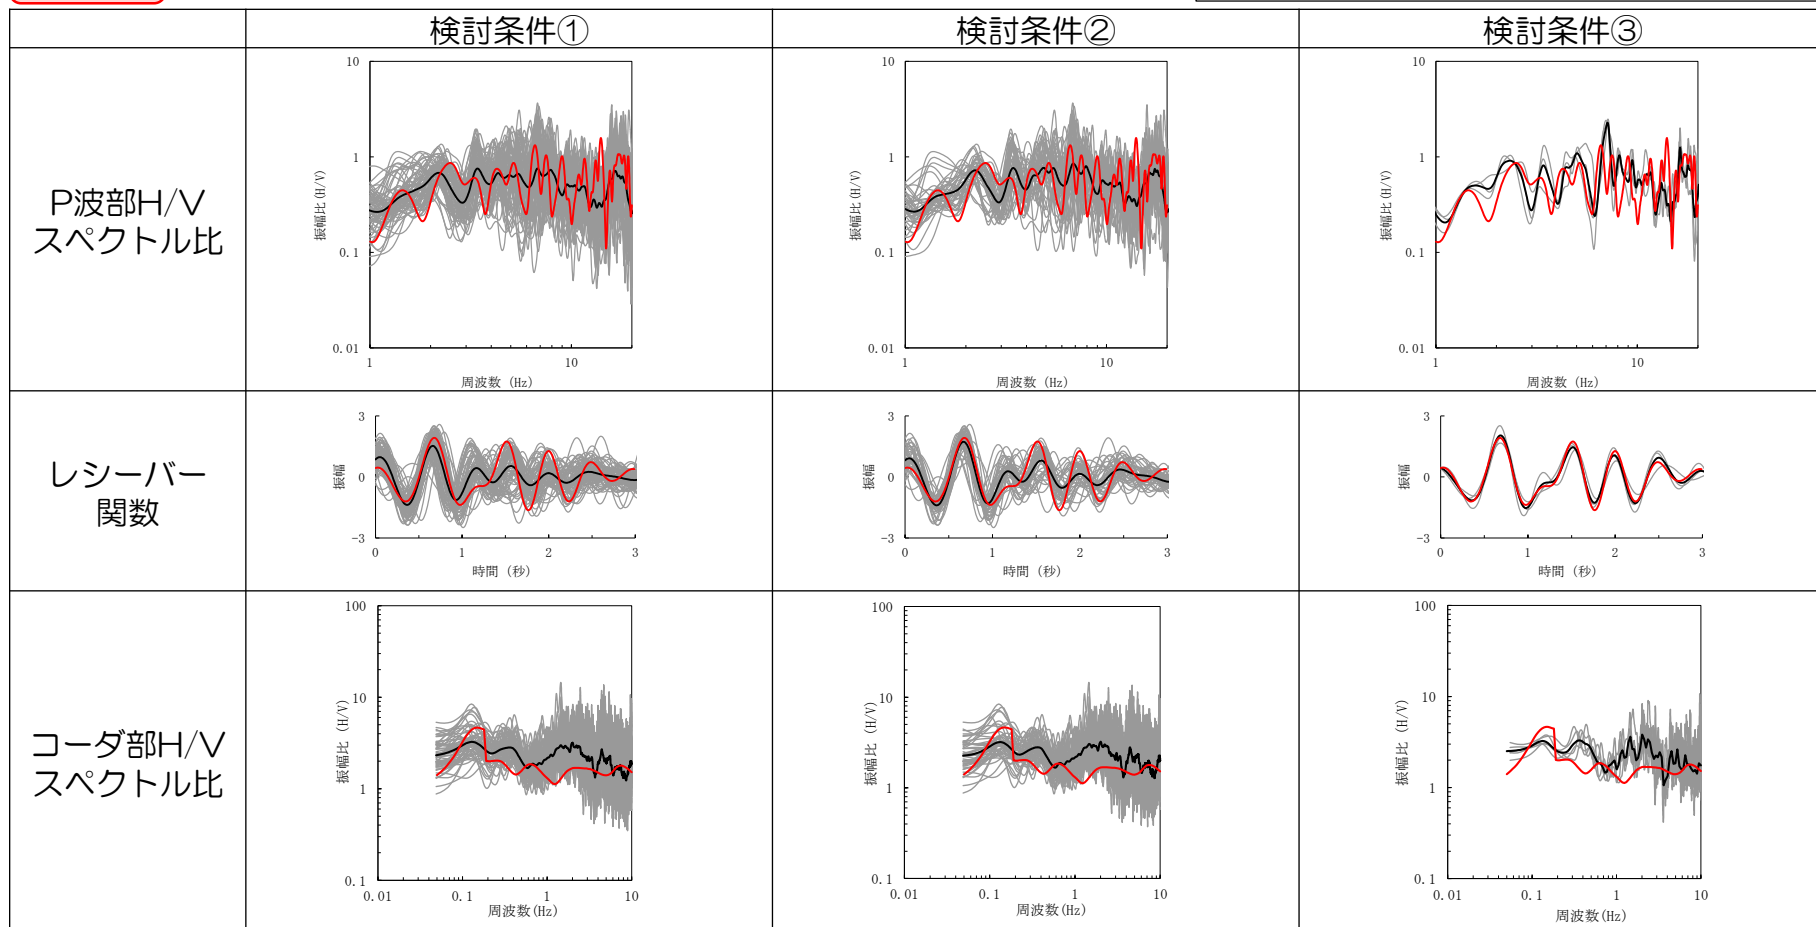 検討条件①
検討条件②
検討条件③
P波部H/V
スペクトル比
10
1
0.1
0.01
振幅比(H/V)
1
10
周波数 (Hz)
10
1
0.1
0.01
振幅比(H/V)
1
10
周波数 (Hz)
10
1
0.1
0.01
振幅比(H/V)
1
10
周波数 (Hz)
レシーバー
関数
3
0
-3
振幅
0
1
2
3
時間 (秒)
3
0
-3
振幅
0
1
2
3
時間 (秒)
3
0
-3
振幅
0
1
2
3
時間 (秒)
コーダ部H/V
スペクトル比
100
10
1
0.1
振幅比 (H/V)
0.01
0.1
1
10
周波数(Hz)
100
10
1
0.1
振幅比 (H/V)
0.01
0.1
1
10
周波数(Hz)
100
10
1
0.1
振幅比 (H/V)
0.01
0.1
1
10
周波数(Hz)